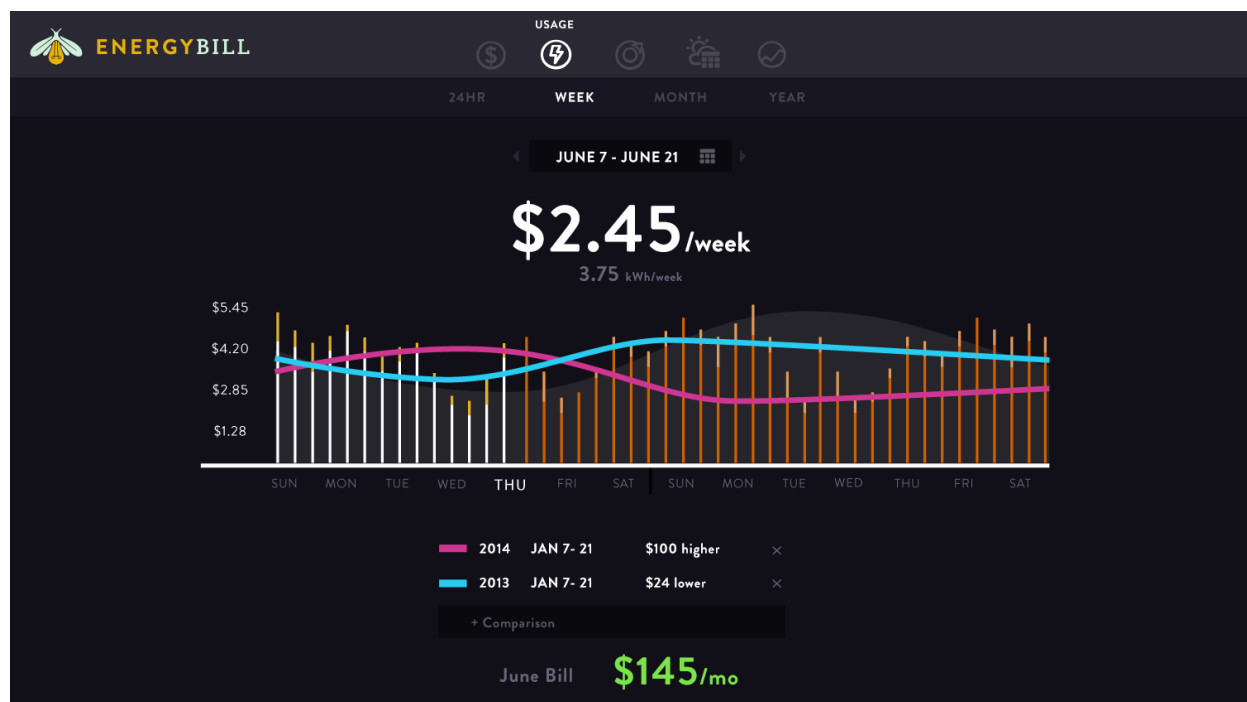 USAGE
ENERGYBILL
$
24HR WEEK MONTH YEAR
JUNE 7 - JUNE 21
$2.45/week
3.75 kWh/week
$5.45
$4.20
$2.85
$1.28
SUN MON TUE WED THU FRI SAT SUN MON TUE WED THU FRI SAT
2014 JAN 7- 21 $100 higher ×
2013 JAN 7- 21 $24 lower ×
+ Comparison
June Bill $145/mo